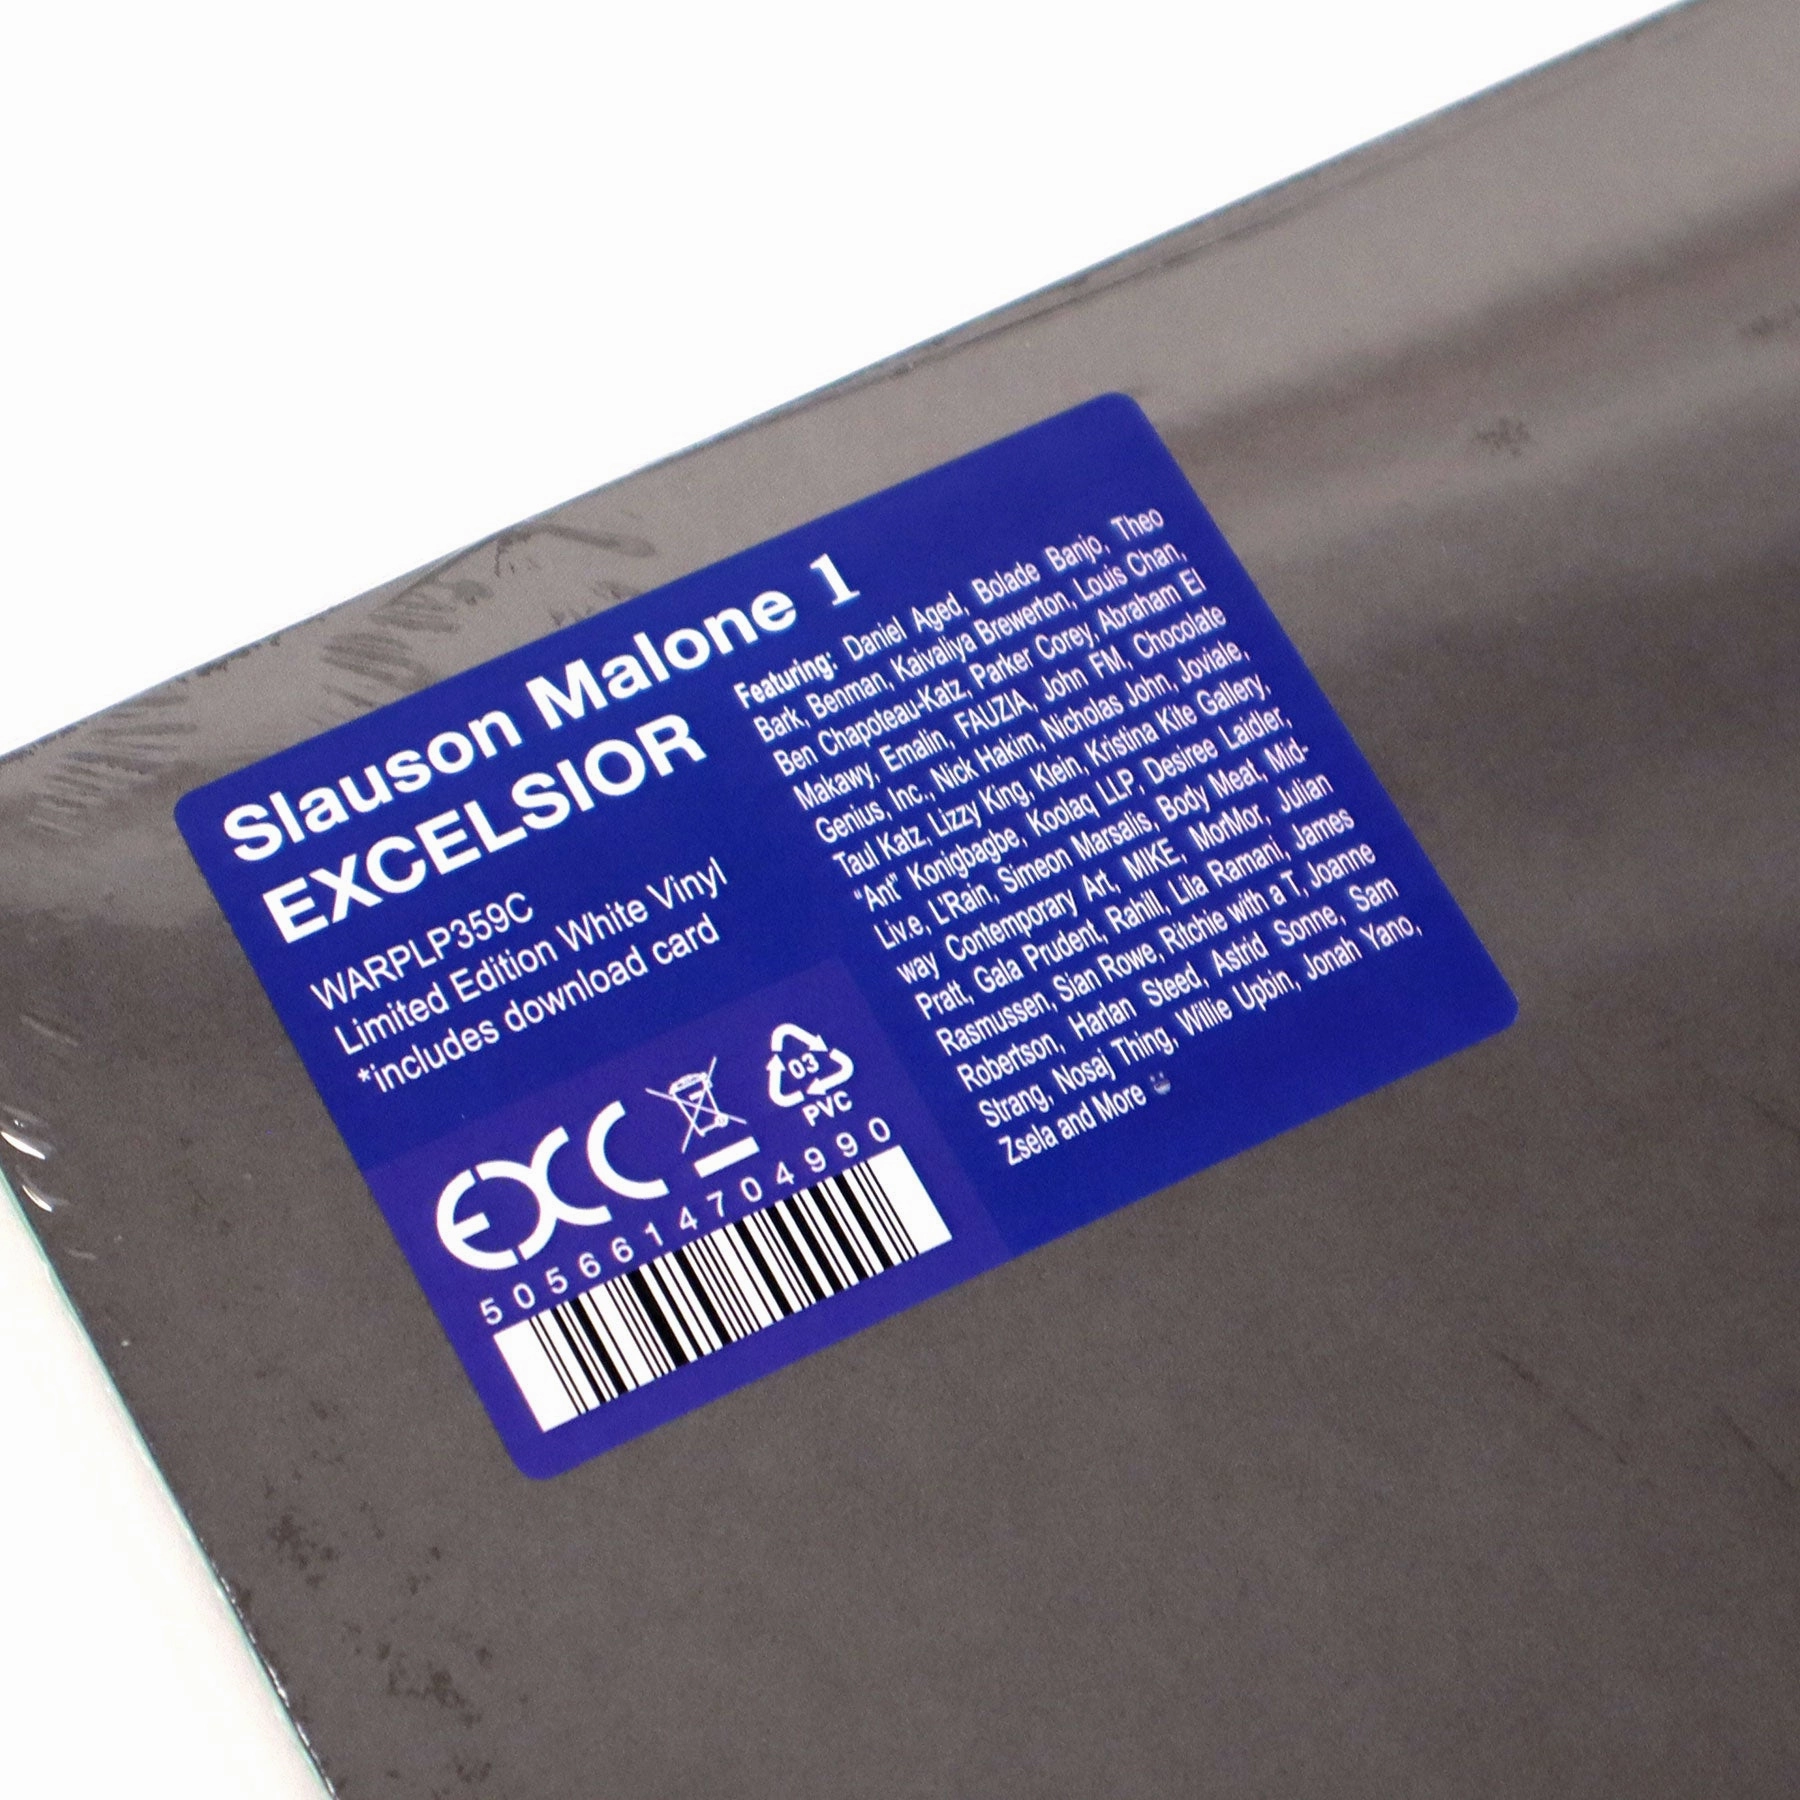 Slauson Malone 1
EXCELSIOR
WARPLP359C
Limited Edition White Vinyl
*includes download card
EXC
03
PVC
5056614704990
Featuring: Daniel Aged, Bolade Banjo, Theo
Bark, Benman, Kaivaliya Brewerton, Louis Chan,
Ben Chapoteau-Katz, Parker Corey, Abraham El
Makawy, Emalin, FAUZIA, John FM, Chocolate
Genius, Inc., Nick Hakim, Nicholas John, Joviale,
Taul Katz, Lizzy King, Klein, Kristina Kite Gallery,
“Ant” Konigbagbe, Koolaq LLP, Desiree Laidler,
Liv.e, L’Rain, Simeon Marsalis, Body Meat, Mid-
way Contemporary Art, MIKE, MorMor, Julian
Pratt, Gala Prudent, Rahill, Lila Ramani, James
Rasmussen, Sian Rowe, Ritchie with a T, Joanne
Robertson, Harlan Steed, Astrid Sonne, Sam
Strang, Nosaj Thing, Willie Upbin, Jonah Yano,
Zsela and More